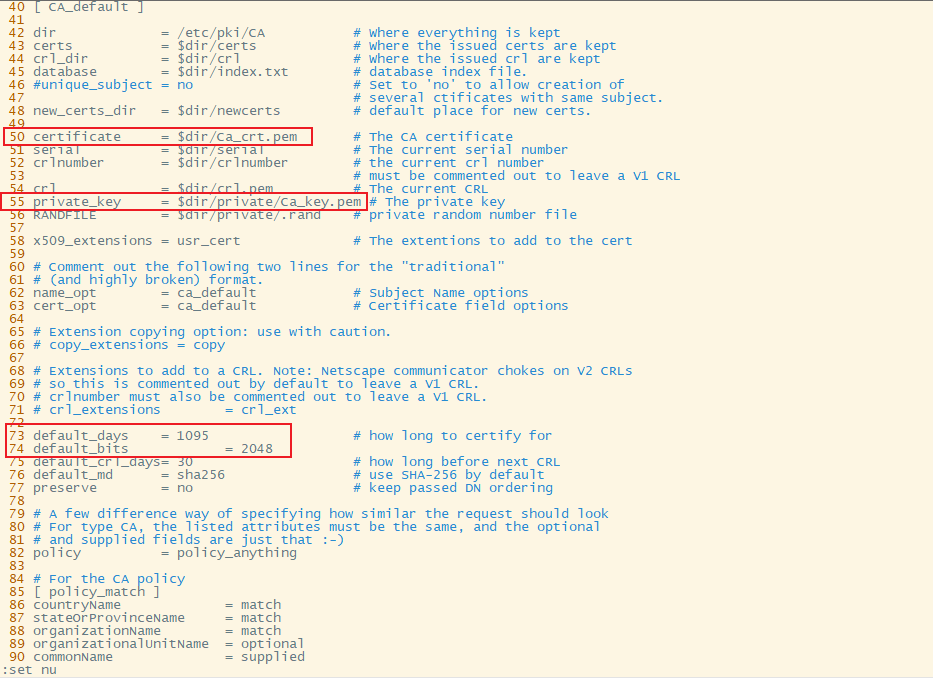 40 [ CA_default ]
41
42 dir             = /etc/pki/CA           # Where everything is kept
43 certs           = $dir/certs            # Where the issued certs are kept
44 crl_dir         = $dir/crl              # Where the issued crl are kept
45 database        = $dir/index.txt        # database index file.
46 #unique_subject = no                    # Set to 'no' to allow creation of
47                                         # several ctificates with same subject.
48 new_certs_dir   = $dir/newcerts         # default place for new certs.
49
50 certificate     = $dir/Ca_crt.pem       # The CA certificate
51 serial          = $dir/serial           # The current serial number
52 crlnumber       = $dir/crlnumber        # the current crl number
53                                         # must be commented out to leave a V1 CRL
54 crl             = $dir/crl.pem          # The current CRL
55 private_key     = $dir/private/Ca_key.pem # The private key
56 RANDFILE        = $dir/private/.rand    # private random number file
57
58 x509_extensions = usr_cert              # The extentions to add to the cert
59
60 # Comment out the following two lines for the "traditional"
61 # (and highly broken) format.
62 name_opt        = ca_default            # Subject Name options
63 cert_opt        = ca_default            # Certificate field options
64
65 # Extension copying option: use with caution.
66 # copy_extensions = copy
67
68 # Extensions to add to a CRL. Note: Netscape communicator chokes on V2 CRLs
69 # so this is commented out by default to leave a V1 CRL.
70 # crlnumber must also be commented out to leave a V1 CRL.
71 # crl_extensions        = crl_ext
72
73 default_days    = 1095                  # how long to certify for
74 default_bits            = 2048
75 default_crl_days= 30                    # how long before next CRL
76 default_md      = sha256                # use SHA-256 by default
77 preserve        = no                    # keep passed DN ordering
78
79 # A few difference way of specifying how similar the request should look
80 # For type CA, the listed attributes must be the same, and the optional
81 # and supplied fields are just that :-)
82 policy          = policy_anything
83
84 # For the CA policy
85 [ policy_match ]
86 countryName             = match
87 stateOrProvinceName     = match
88 organizationName        = match
89 organizationalUnitName  = optional
90 commonName              = supplied
:set nu